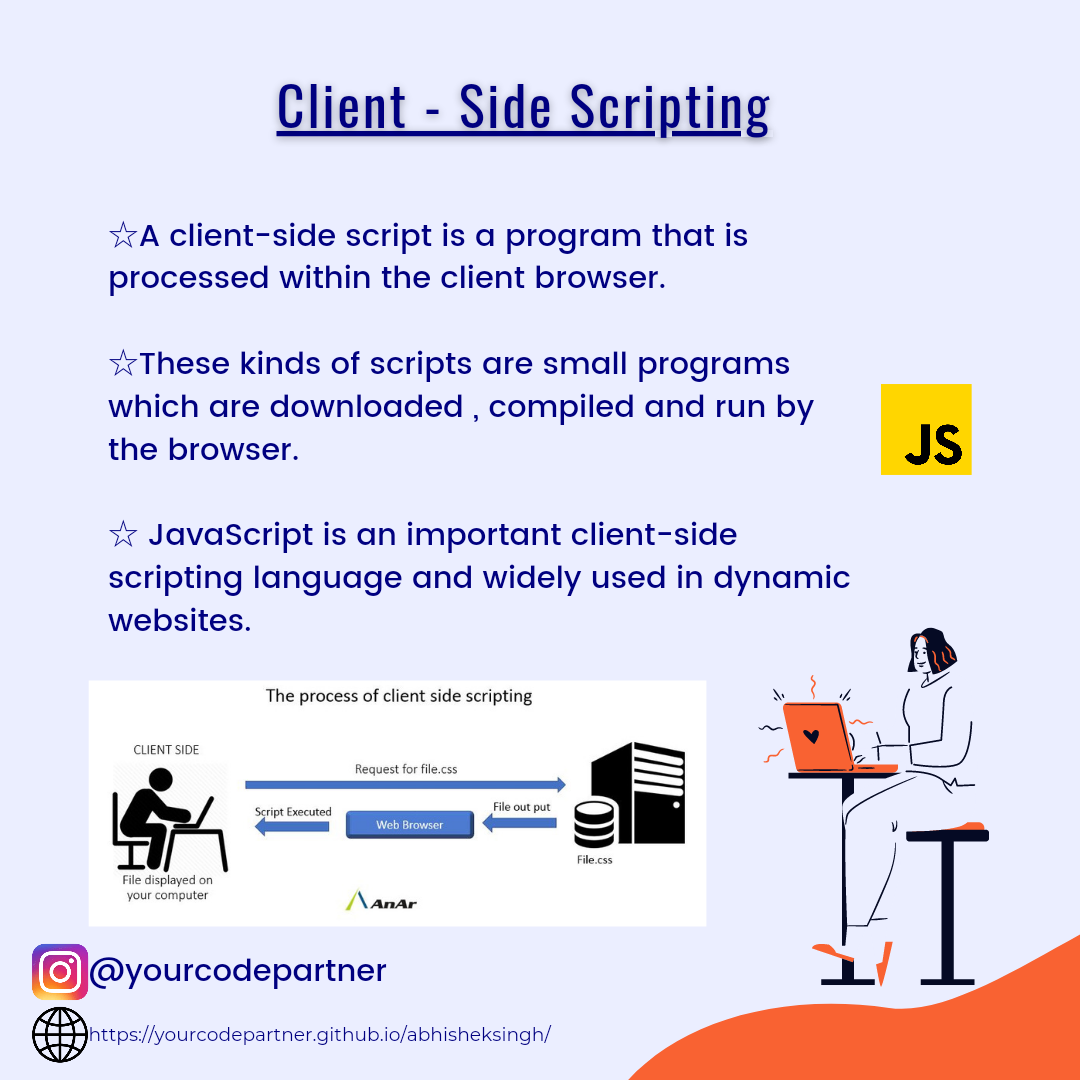 Client - Side Scripting
☆A client-side script is a program that is
processed within the client browser.
☆These kinds of scripts are small programs
which are downloaded , compiled and run by
the browser.
JS
☆ JavaScript is an important client-side
scripting language and widely used in dynamic
websites.
The process of client side scripting
CLIENT SIDE
Request for file.css
Script Executed
Web Browser
File out put
File.css
File displayed on
your computer
AnAr
@yourcodepartner
https://yourcodepartner.github.io/abhisheksingh/